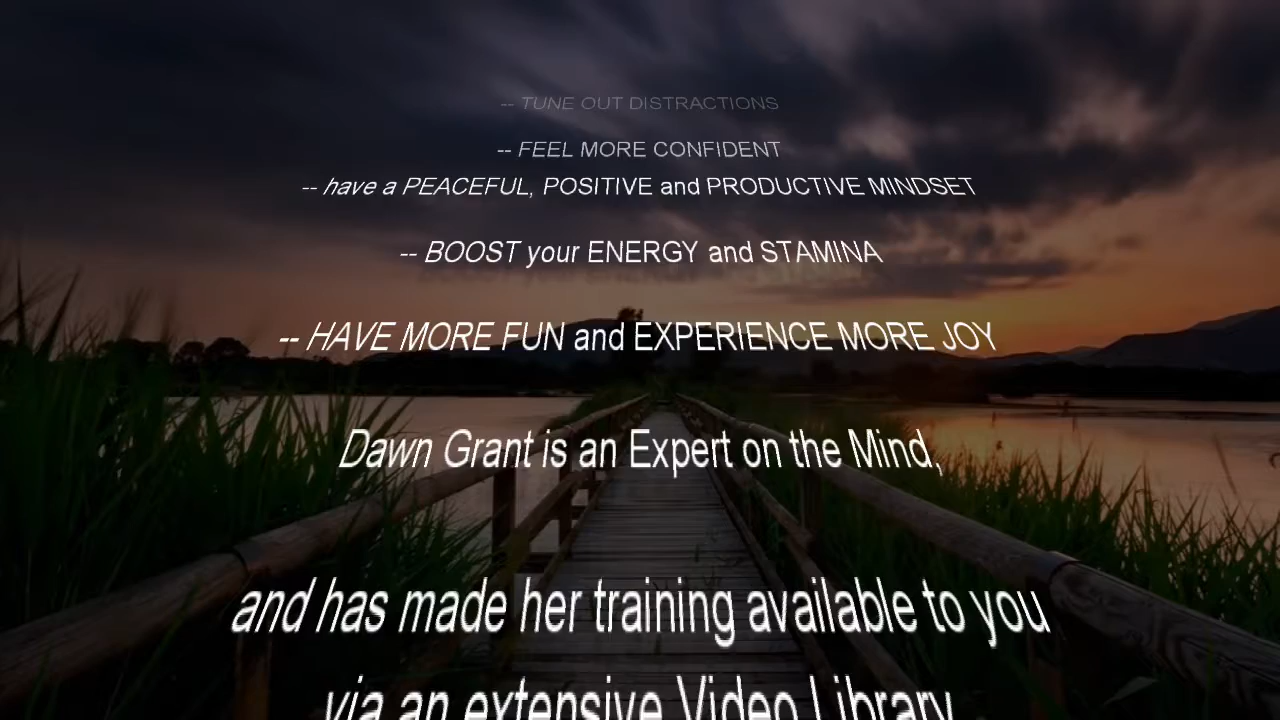 -- TUNE OUT DISTRACTIONS
-- FEEL MORE CONFIDENT
-- have a PEACEFUL, POSITIVE and PRODUCTIVE MINDSET
-- BOOST your ENERGY and STAMINA
-- HAVE MORE FUN and EXPERIENCE MORE JOY
Dawn Grant is an Expert on the Mind,
and has made her training available to you
via an extensive Video Library